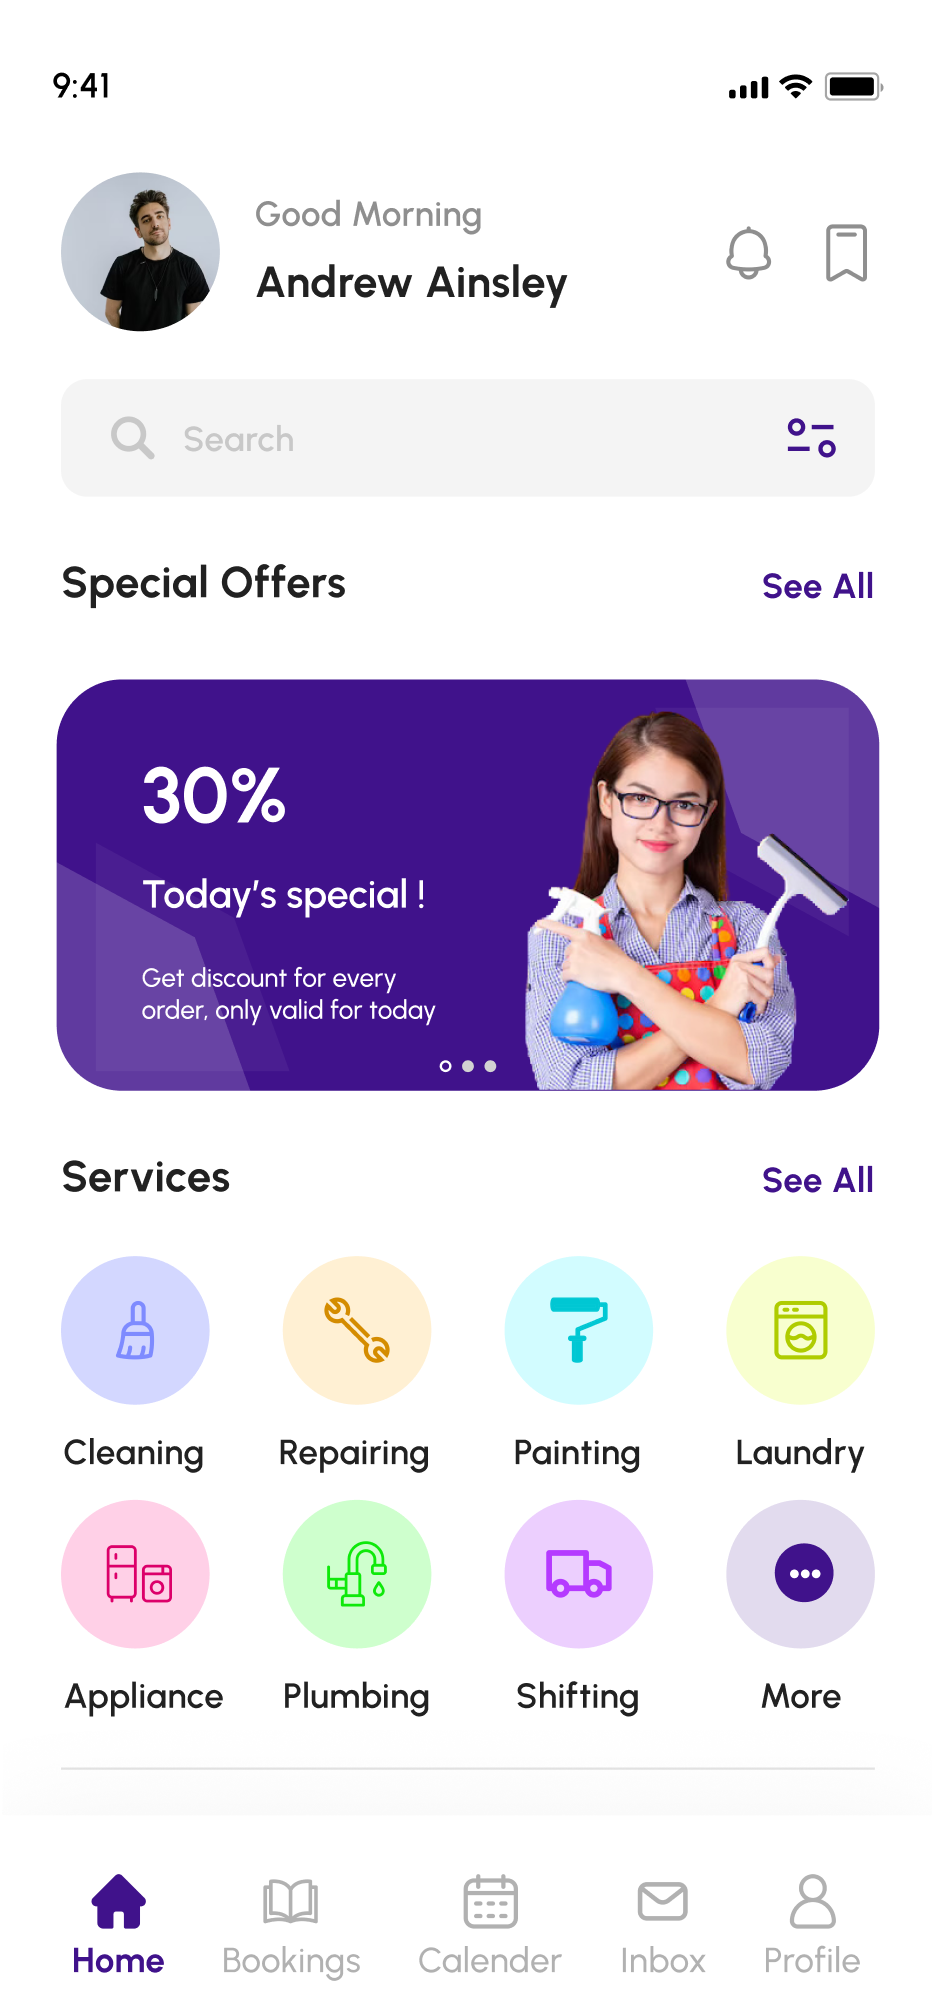 9:41
Good Morning
Andrew Ainsley
Search
Special Offers
See All
30%
Today's special !
Get discount for every
order, only valid for today
Services
See All
Cleaning
Repairing
Painting
Laundry
Appliance
Plumbing
Shifting
More
Home
Bookings
Calender
Inbox
Profile